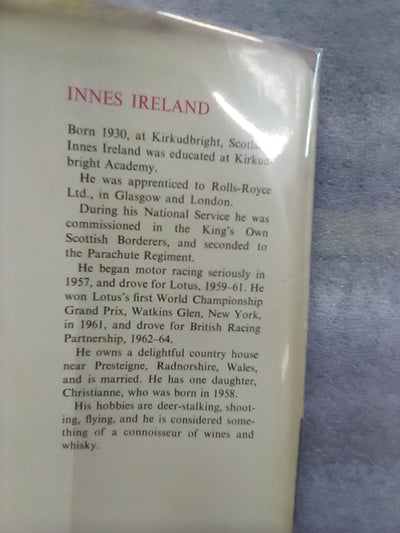 INNES IRELAND
Born 1930, at Kirkudbright, Scotland
Innes Ireland was educated at Kirkud-
bright Academy.
He was apprenticed to Rolls-Royce
Ltd., in Glasgow and London.
During his National Service he was
commissioned in the King's Own
Scottish Borderers, and seconded to
the Parachute Regiment.
He began motor racing seriously in
1957, and drove for Lotus, 1959–61. He
won Lotus's first World Championship
Grand Prix, Watkins Glen, New York,
in 1961, and drove for British Racing
Partnership, 1962–64.
He owns a delightful country house
near Presteigne, Radnorshire, Wales,
and is married. He has one daughter,
Christianne, who was born in 1958.
His hobbies are deer-stalking, shoot-
ing, flying, and he is considered some-
thing of a connoisseur of wines and
whisky.